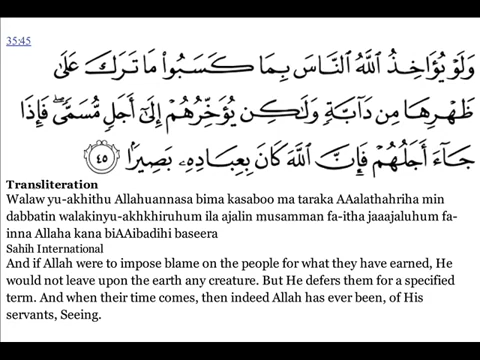 35:45
وَلَوْ يُؤَاخِذُ ٱللَّهُ ٱلنَّاسَ بِمَا كَسَبُوا۟ مَا تَرَكَ عَلَىٰ
ظَهْرِهَا مِن دَآبَّةٍ وَلَـٰكِن يُؤَخِّرُهُمْ إِلَىٰٓ أَجَلٍ مُّسَمًّى ۖ فَإِذَا
جَآءَ أَجَلُهُمْ فَإِنَّ ٱللَّهَ كَانَ بِعِبَادِهِۦ بَصِيرًۢا ٤٥
Transliteration
Walaw yu-akhithu Allahuannasa bima kasaboo ma taraka AAalathahriha min
dabbatin walakinyu-akhkhiruhum ila ajalin musamman fa-itha jaajaluhum fa-
inna Allaha kana biAAibadihi baseera
Sahih International
And if Allah were to impose blame on the people for what they have earned, He
would not leave upon the earth any creature. But He defers them for a specified
term. And when their time comes, then indeed Allah has ever been, of His
servants, Seeing.